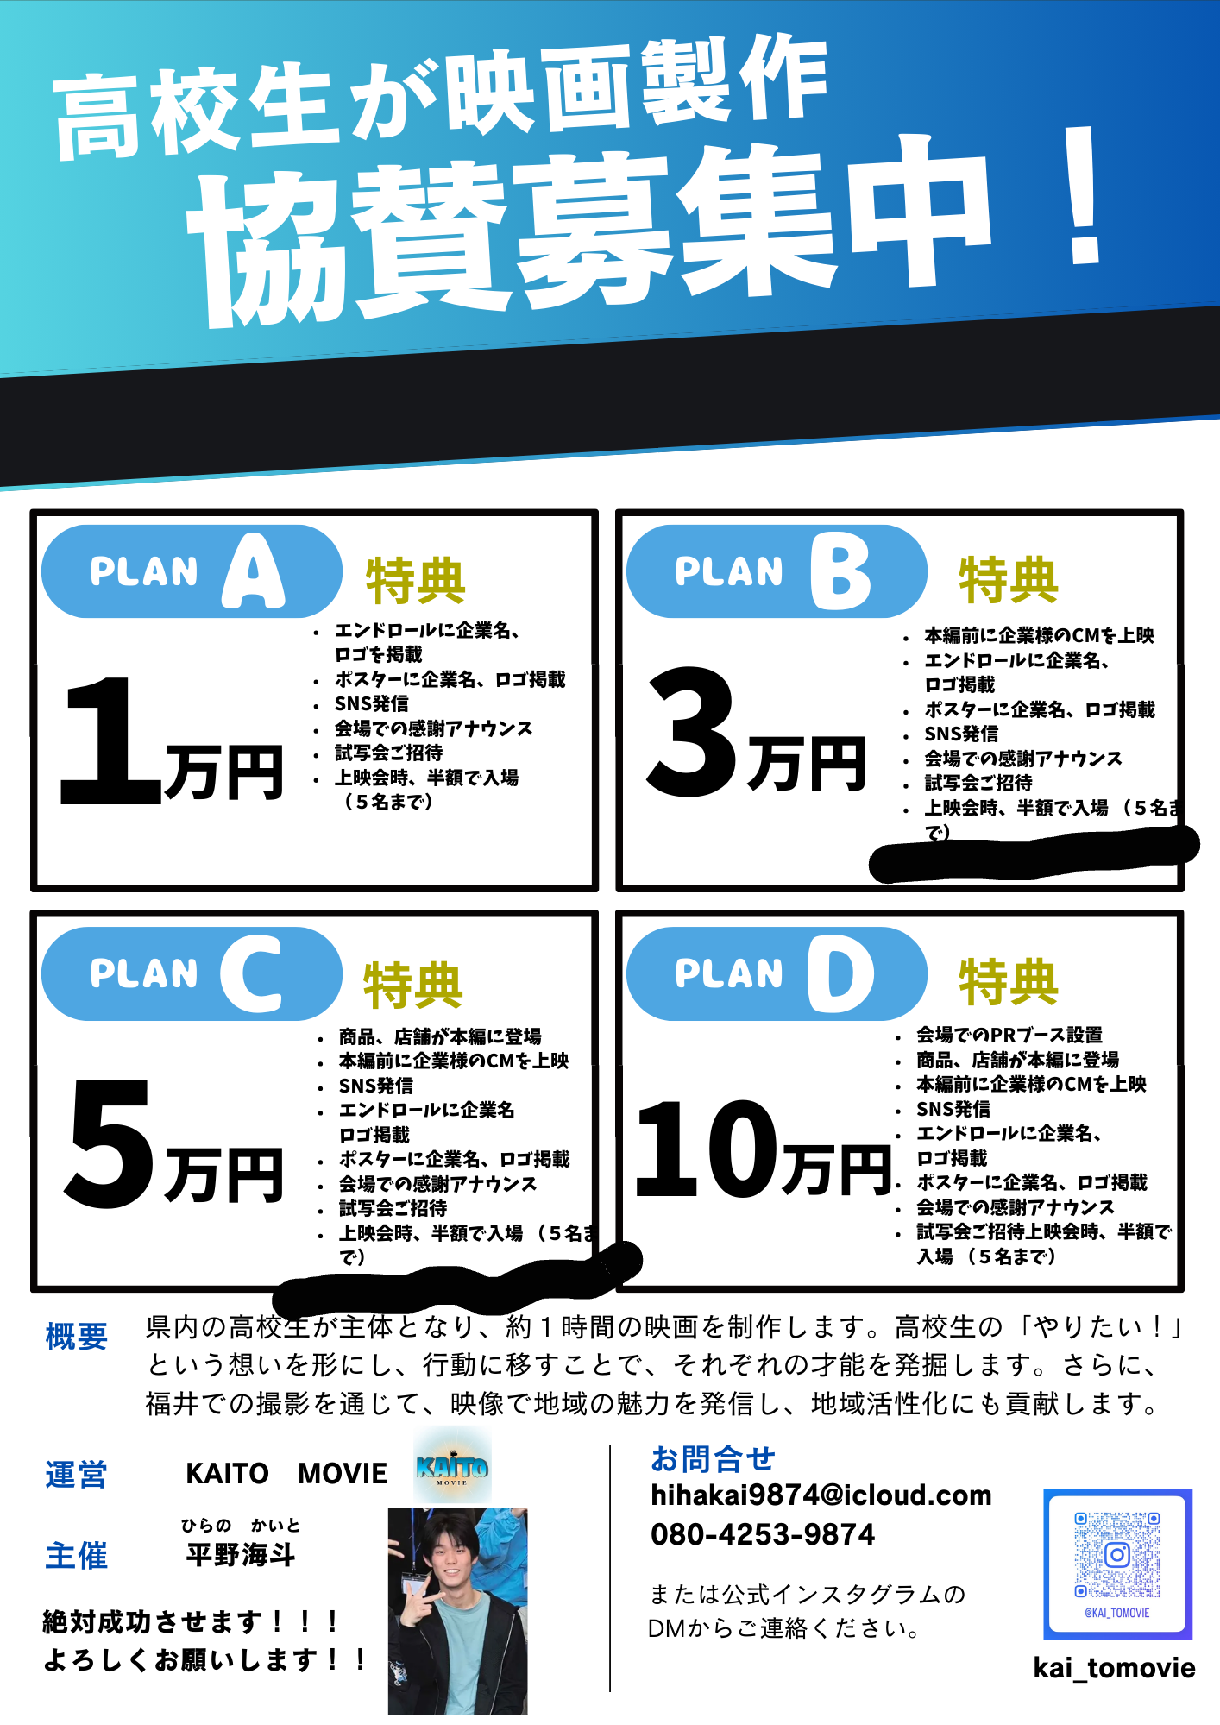 高校生が映画製作
協賛募集中！
PLAN A 特典
1万円
・エンドロールに企業名、
ロゴを掲載
・ポスターに企業名、ロゴ掲載
・SNS発信
・会場での感謝アナウンス
・試写会ご招待
・上映会時、半額で入場
（５名まで）
PLAN B 特典
3万円
・本編前に企業様のCMを上映
・エンドロールに企業名、
ロゴ掲載
・ポスターに企業名、ロゴ掲載
・SNS発信
・会場での感謝アナウンス
・試写会ご招待
・上映会時、半額で入場（５名ま
で）
PLAN C 特典
5万円
・商品、店舗が本編に登場
・本編前に企業様のCMを上映
・SNS発信
・エンドロールに企業名
ロゴ掲載
・ポスターに企業名、ロゴ掲載
・会場での感謝アナウンス
・試写会ご招待
・上映会時、半額で入場（５名ま
で）
PLAN D 特典
10万円
・会場でのPRブース設置
・商品、店舗が本編に登場
・本編前に企業様のCMを上映
・SNS発信
・エンドロールに企業名、
ロゴ掲載
・ポスターに企業名、ロゴ掲載
・会場での感謝アナウンス
・試写会ご招待上映会時、半額で
入場（５名まで）
概要
県内の高校生が主体となり、約１時間の映画を制作します。高校生の「やりたい！」
という想いを形にし、行動に移すことで、それぞれの才能を発掘します。さらに、
福井での撮影を通じて、映像で地域の魅力を発信し、地域活性化にも貢献します。
運営 KAITO MOVIE
KAITO
MOVIE
ひらの かいと
主催 平野海斗
絶対成功させます！！！
よろしくお願いします！！
お問合せ
hihakai9874@icloud.com
080-4253-9874
または公式インスタグラムの
DMからご連絡ください。
@KAI_TOMOVIE
kai_tomovie